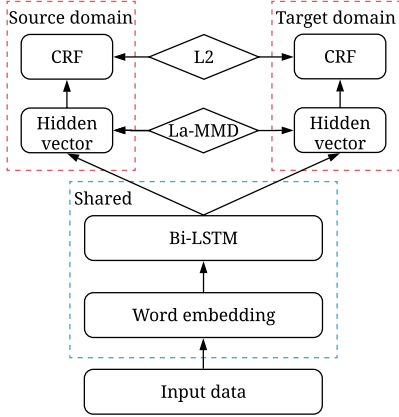 Source domain
Target domain
CRF
L2
CRF
Hidden
vector
La-MMD
Hidden
vector
Shared
Bi-LSTM
Word embedding
Input data